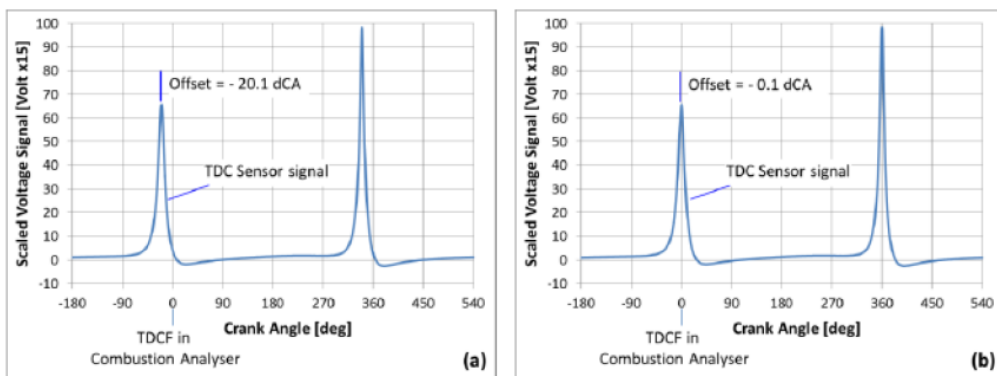 Scaled Voltage Signal [Volt x15]
100
90
80
70
60
50
40
30
20
10
0
-10
Offset = - 20.1 dCA
TDC Sensor signal
-180 -90 0 90 180 270 360 450 540
Crank Angle [deg]
TDCF in
Combustion Analyser
(a)
Scaled Voltage Signal [Volt x15]
100
90
80
70
60
50
40
30
20
10
0
-10
Offset = - 0.1 dCA
TDC Sensor signal
-180 -90 0 90 180 270 360 450 540
Crank Angle [deg]
TDCF in
Combustion Analyser
(b)